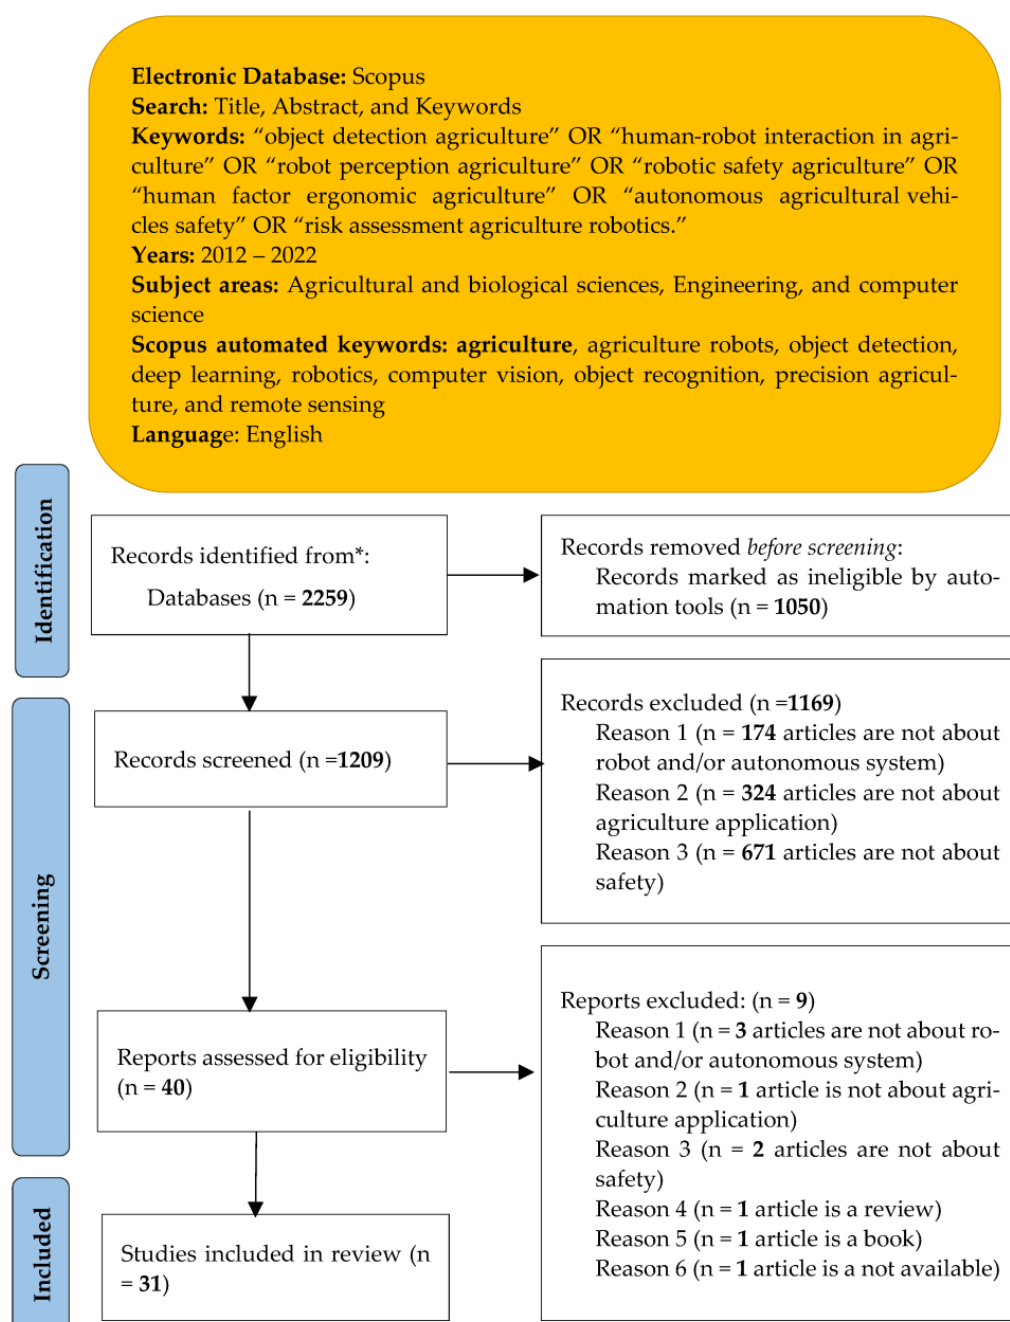 Electronic Database: Scopus
Search: Title, Abstract, and Keywords
Keywords: “object detection agriculture” OR “human-robot interaction in agri-
culture” OR “robot perception agriculture” OR “robotic safety agriculture” OR
“human factor ergonomic agriculture” OR “autonomous agricultural vehi-
cles safety” OR “risk assessment agriculture robotics.”
Years: 2012 – 2022
Subject areas: Agricultural and biological sciences, Engineering, and computer
science
Scopus automated keywords: agriculture, agriculture robots, object detection,
deep learning, robotics, computer vision, object recognition, precision agricul-
ture, and remote sensing
Language: English
Identification
Records identified from*:
Databases (n = 2259)
Records removed before screening:
Records marked as ineligible by auto-
mation tools (n = 1050)
Screening
Records screened (n =1209)
Records excluded (n =1169)
Reason 1 (n = 174 articles are not about
robot and/or autonomous system)
Reason 2 (n = 324 articles are not about
agriculture application)
Reason 3 (n = 671 articles are not about
safety)
Reports assessed for eligibility
(n = 40)
Reports excluded: (n = 9)
Reason 1 (n = 3 articles are not about ro-
bot and/or autonomous system)
Reason 2 (n = 1 article is not about agri-
culture application)
Reason 3 (n = 2 articles are not about
safety)
Reason 4 (n = 1 article is a review)
Reason 5 (n = 1 article is a book)
Reason 6 (n = 1 article is a not available)
Included
Studies included in review (n
= 31)